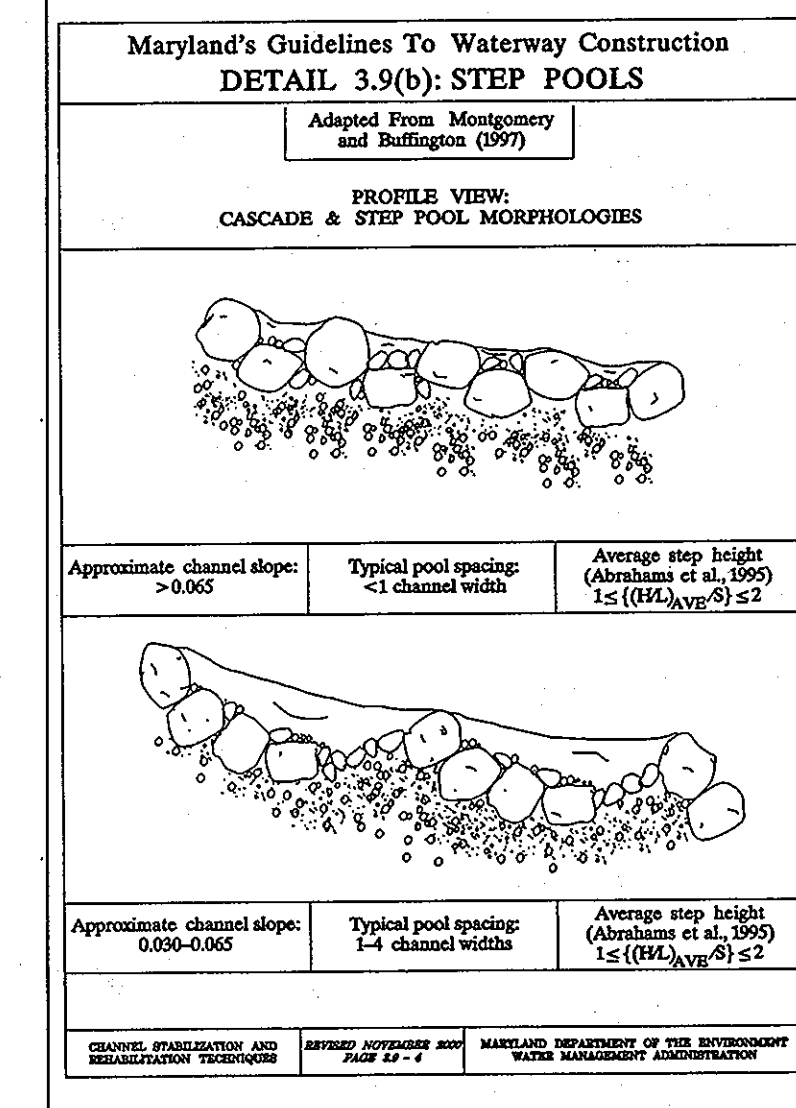 Maryland's Guidelines To Waterway Construction
DETAIL 3.9(b): STEP POOLS
Adapted From Montgomery
and Buffington (1997)
PROFILE VIEW:
CASCADE & STEP POOL MORPHOLOGIES
Approximate channel slope:
>0.065
Typical pool spacing:
<1 channel width
Average step height
(Abrahams et al., 1995)
1≤{(H/L)AVE/S}≤2
Approximate channel slope:
0.030–0.065
Typical pool spacing:
1–4 channel widths
Average step height
(Abrahams et al., 1995)
1≤{(H/L)AVE/S}≤2
CHANNEL STABILIZATION AND
REHABILITATION TECHNIQUES
REVISED NOVEMBER 2000
PAGE 3.9 - 4
MARYLAND DEPARTMENT OF THE ENVIRONMENT
WATER MANAGEMENT ADMINISTRATION